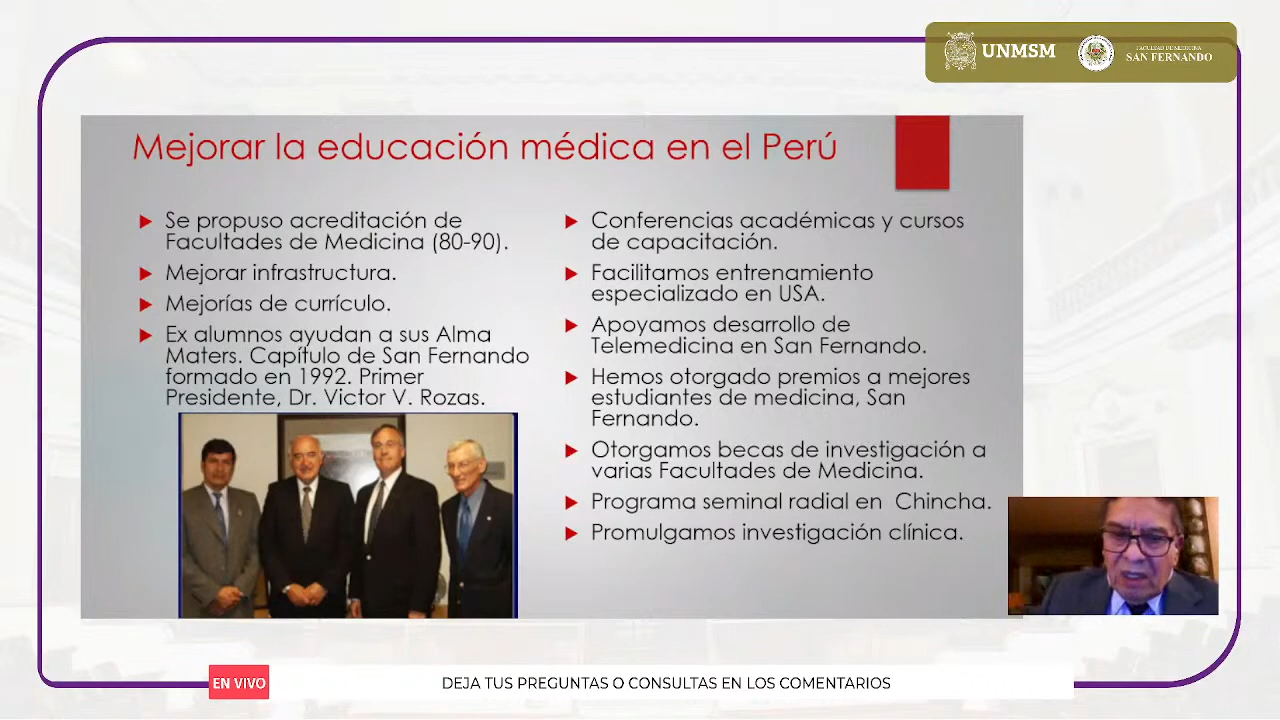 UNMSM
FACULTAD DE MEDICINA
SAN FERNANDO
Mejorar la educación médica en el Perú
Se propuso acreditación de
Facultades de Medicina (80-90).
Mejorar infrastructura.
Mejorías de currículo.
Ex alumnos ayudan a sus Alma
Maters. Capítulo de San Fernando
formado en 1992. Primer
Presidente, Dr. Victor V. Rozas.
Conferencias académicas y cursos
de capacitación.
Facilitamos entrenamiento
especializado en USA.
Apoyamos desarrollo de
Telemedicina en San Fernando.
Hemos otorgado premios a mejores
estudiantes de medicina, San
Fernando.
Otorgamos becas de investigación a
varias Facultades de Medicina.
Programa seminal radial en Chincha.
Promulgamos investigación clínica.
EN VIVO
DEJA TUS PREGUNTAS O CONSULTAS EN LOS COMENTARIOS